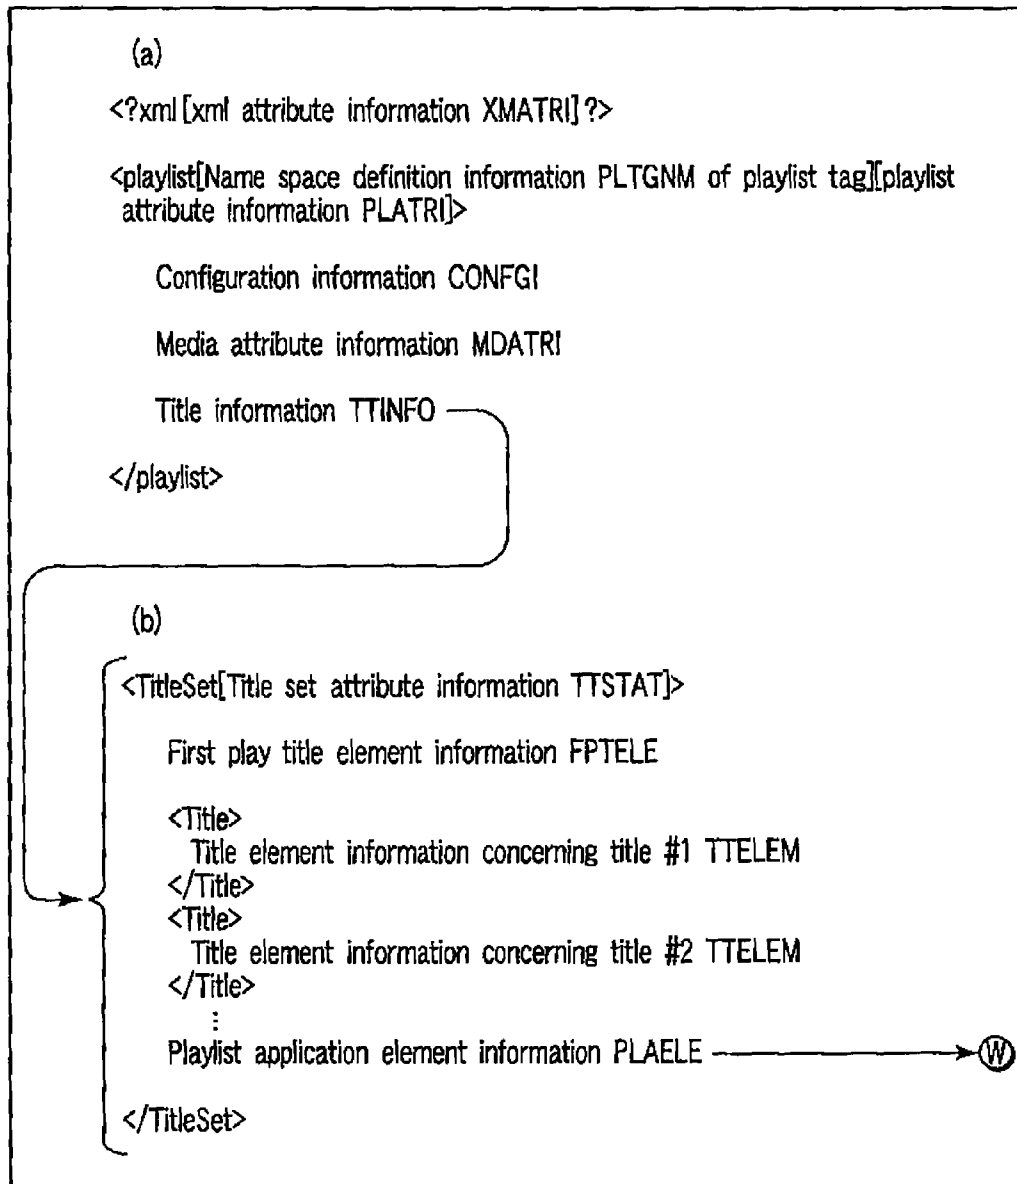 (a)
<?xml [xml attribute information XMATRI] ?>
<playlist[Name space definition information PLTGNM of playlist tag][playlist
attribute information PLATRI]>
Configuration information CONFGI
Media attribute information MDATRI
Title information TTINFO
</playlist>
(b)
<TitleSet[Title set attribute information TTSTAT]>
First play title element information FPTELE
<Title>
Title element information concerning title #1 TTELEM
</Title>
<Title>
Title element information concerning title #2 TTELEM
</Title>
⋮
Playlist application element information PLAELE
W
</TitleSet>